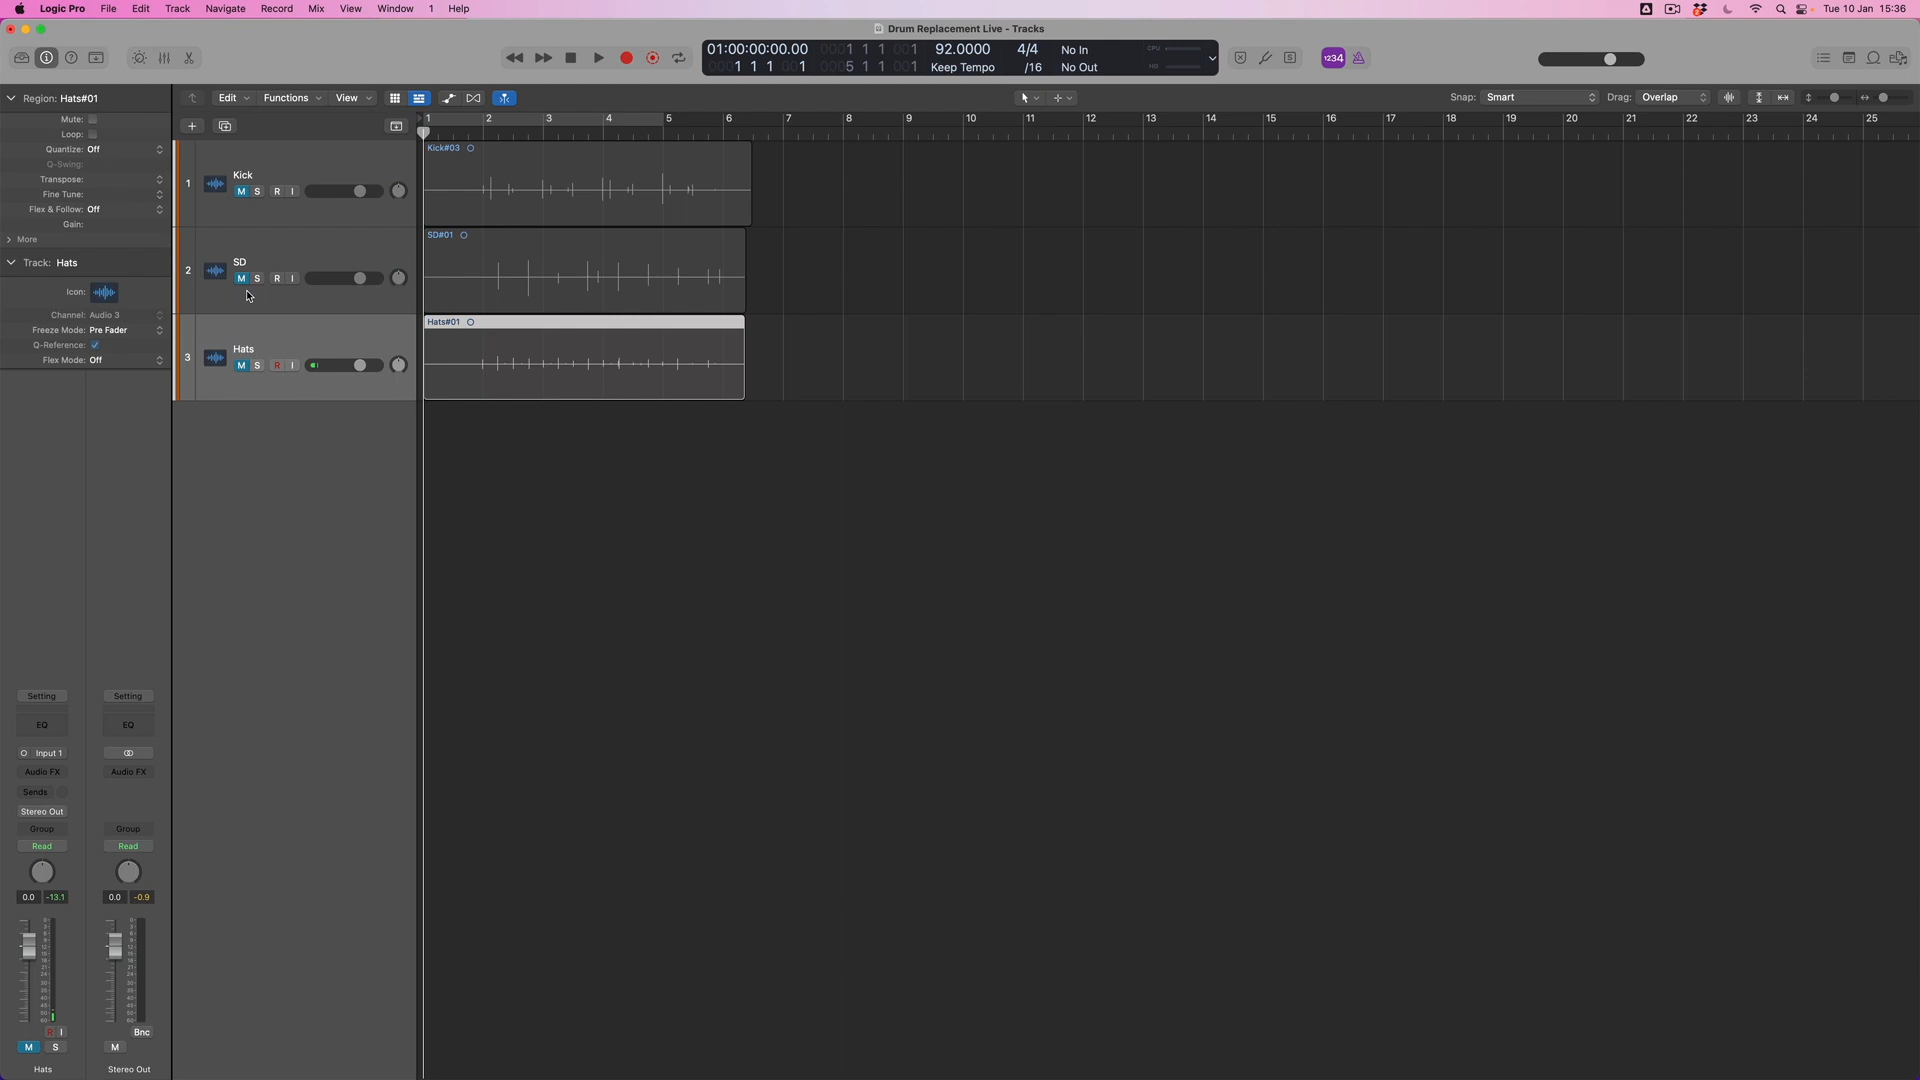 Logic Pro File Edit Track Navigate Record Mix View Window 1 Help Tue 10 Jan 15:36
Drum Replacement Live - Tracks
01:00:00:00.00 0001 1 1 001 92.0000 4/4 No In CPU
0001 1 1 001 0005 1 1 001 Keep Tempo /16 No Out HD
S 1234
Region: Hats#01
Edit Functions View Snap: Smart Drag: Overlap
1 2 3 4 5 6 7 8 9 10 11 12 13 14 15 16 17 18 19 20 21 22 23 24 25
Mute:
Loop:
Quantize: Off
Q-Swing:
Transpose:
Fine Tune:
Flex & Follow: Off
Gain:
More
Track: Hats
Icon:
Channel: Audio 3
Freeze Mode: Pre Fader
Q-Reference:
Flex Mode: Off
1 Kick
M S R I
Kick#03
2 SD
M S R I
SD#01
3 Hats
M S R I
Hats#01
Setting Setting
EQ EQ
Input 1
Audio FX Audio FX
Sends
Stereo Out
Group Group
Read Read
0.0 -13.1 0.0 -0.9
R I Bnc
M S M
Hats Stereo Out